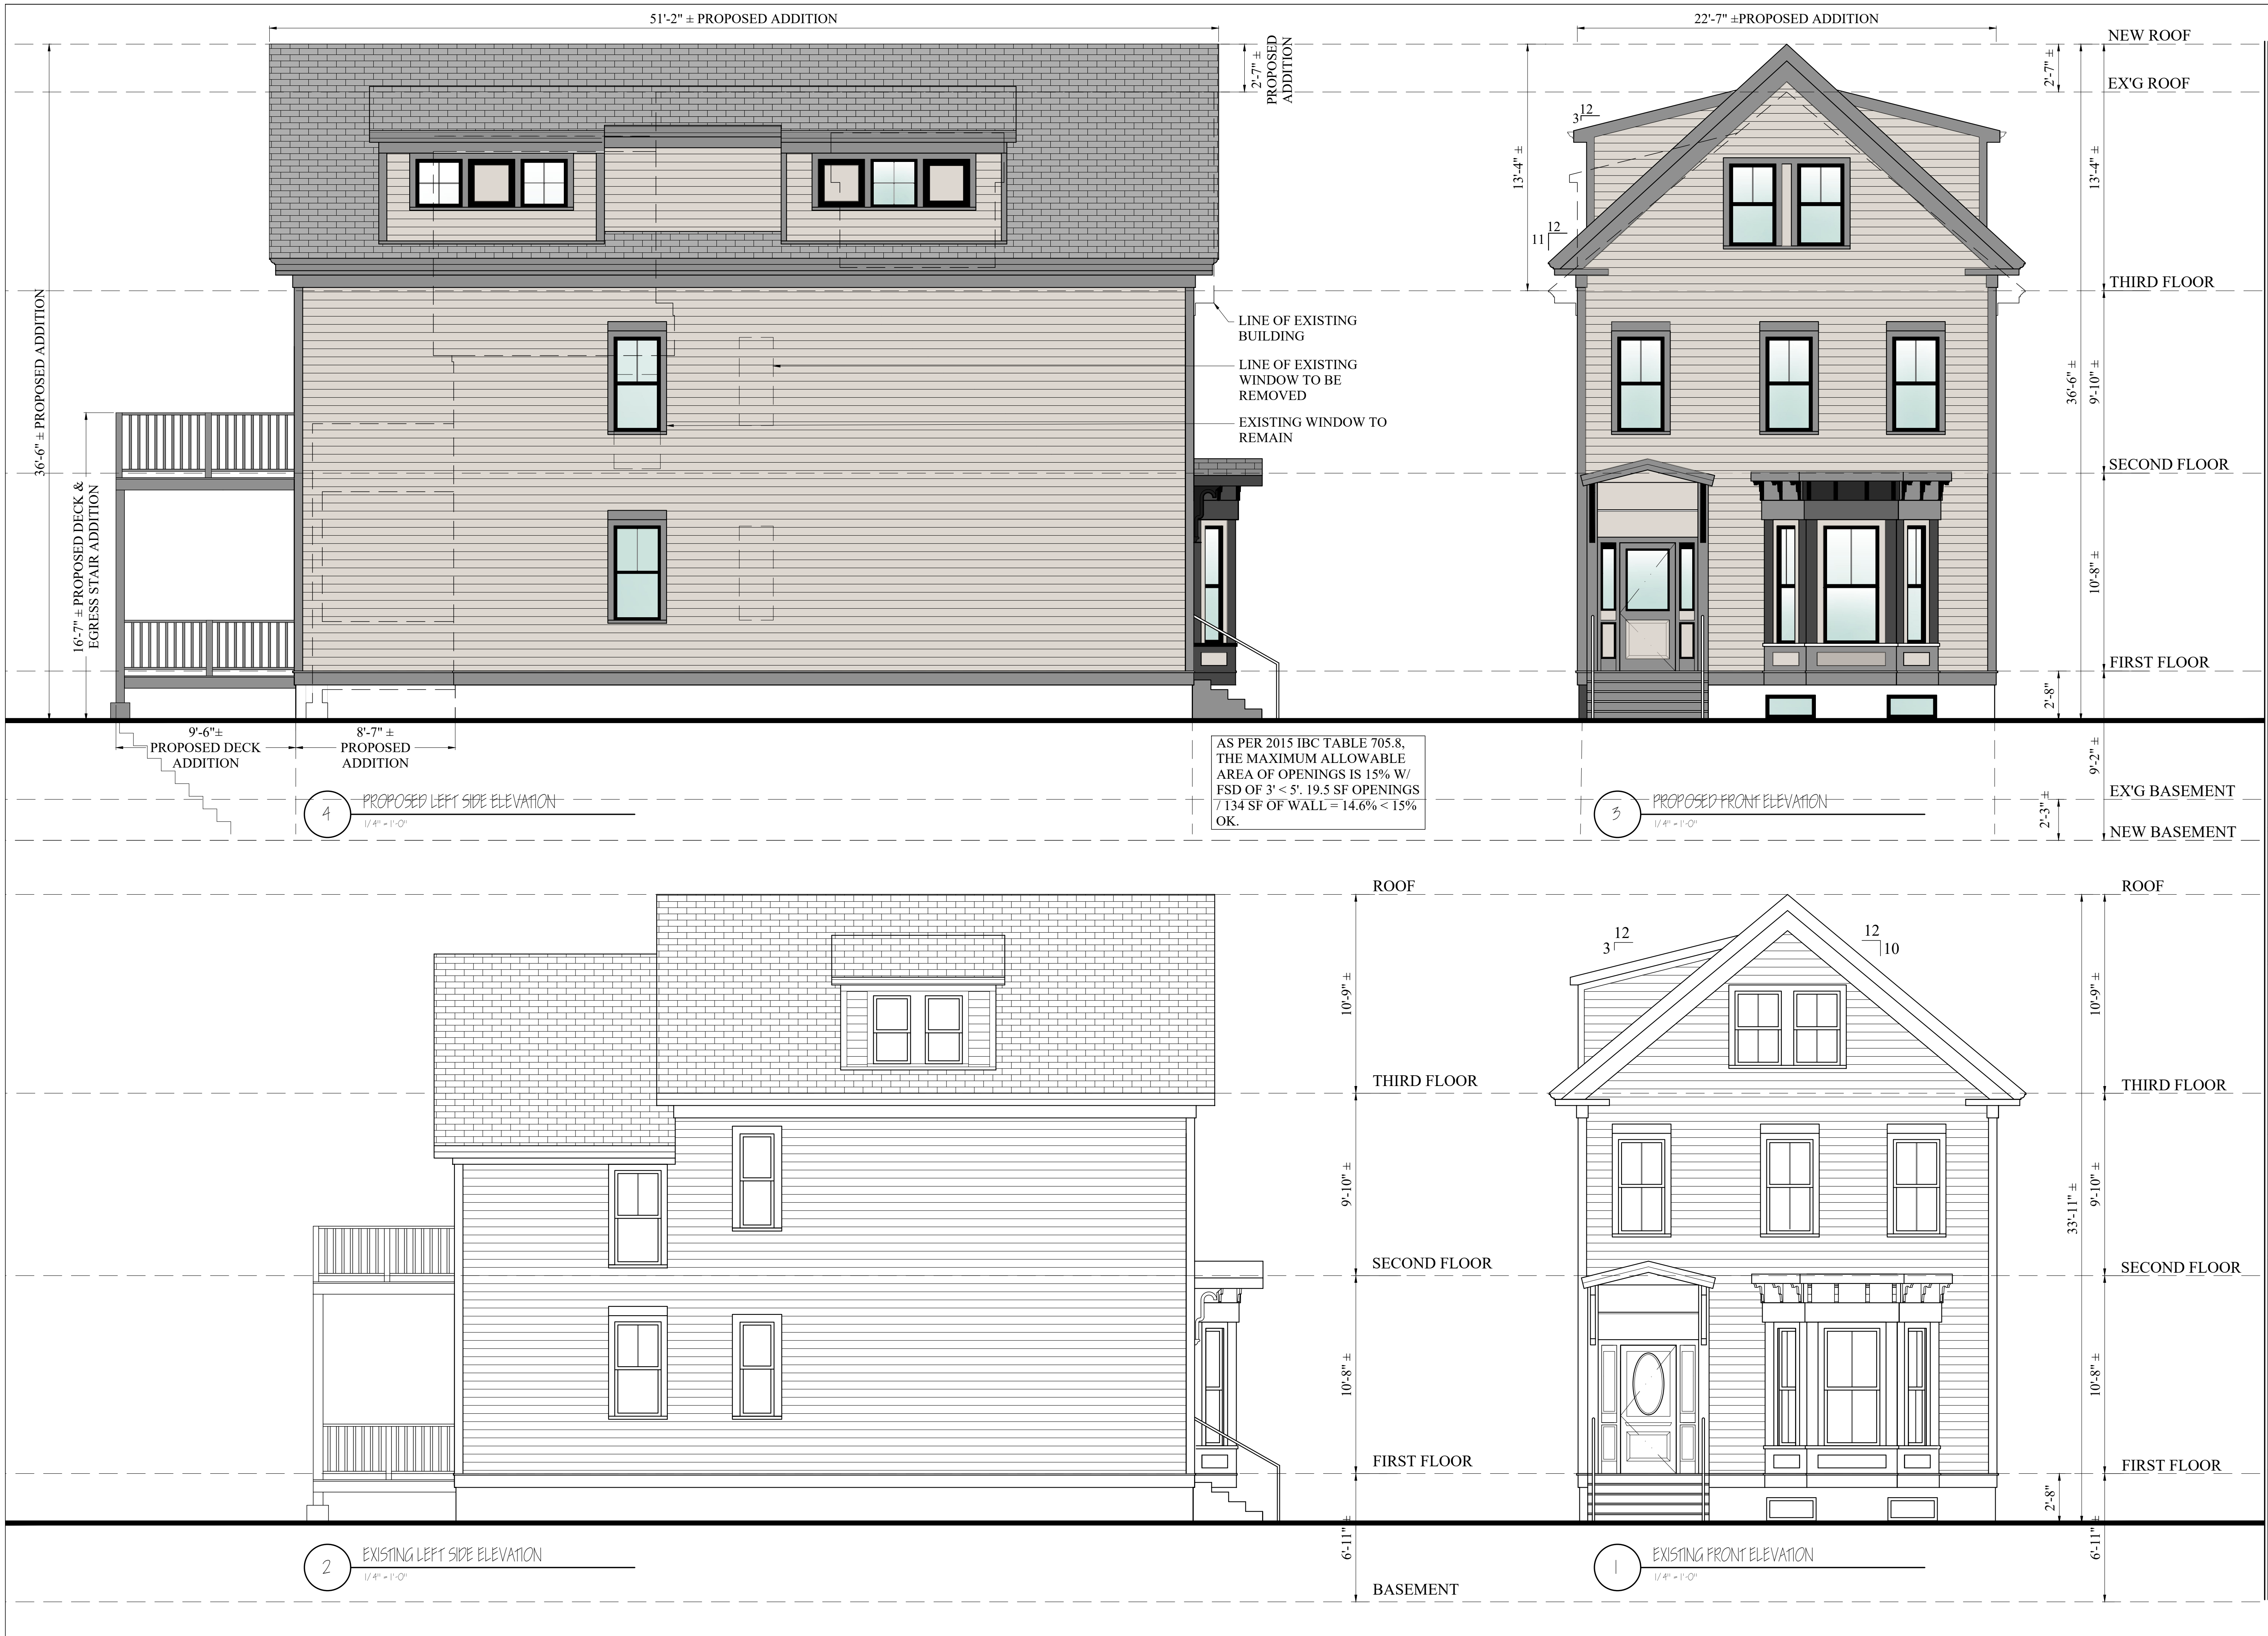 51'-2" ± PROPOSED ADDITION
22'-7" ±PROPOSED ADDITION
NEW ROOF
2'-7" ±
PROPOSED
ADDITION
2'-7" ±
EX'G ROOF
12
3
13'-4" ±
13'-4" ±
12
11
THIRD FLOOR
36'-6" ± PROPOSED ADDITION
LINE OF EXISTING
BUILDING
LINE OF EXISTING
WINDOW TO BE
REMOVED
EXISTING WINDOW TO
REMAIN
36'-6" ±
9'-10" ±
SECOND FLOOR
16'-7" ± PROPOSED DECK &
EGRESS STAIR ADDITION
10'-8" ±
FIRST FLOOR
2'-8"
9'-6"±
PROPOSED DECK
ADDITION
8'-7" ±
PROPOSED
ADDITION
AS PER 2015 IBC TABLE 705.8,
THE MAXIMUM ALLOWABLE
AREA OF OPENINGS IS 15% W/
FSD OF 3' < 5'. 19.5 SF OPENINGS
/ 134 SF OF WALL = 14.6% < 15%
OK.
9'-2" ±
EX'G BASEMENT
2'-3" ±
NEW BASEMENT
4
PROPOSED LEFT SIDE ELEVATION
1/4" = 1'-0"
3
PROPOSED FRONT ELEVATION
1/4" = 1'-0"
ROOF
ROOF
12
3
12
10
10'-9" ±
10'-9" ±
THIRD FLOOR
THIRD FLOOR
9'-10" ±
33'-11" ±
9'-10" ±
SECOND FLOOR
SECOND FLOOR
10'-8" ±
10'-8" ±
FIRST FLOOR
FIRST FLOOR
2'-8"
6'-11" ±
6'-11" ±
2
EXISTING LEFT SIDE ELEVATION
1/4" = 1'-0"
1
EXISTING FRONT ELEVATION
1/4" = 1'-0"
BASEMENT